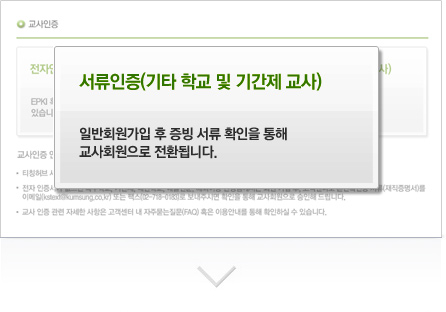 교사인증
전자인
사)
서류인증(기타 학교 및 기간제 교사)
EPKI
있습니
일반회원가입 후 증빙 서류 확인을 통해
교사회원으로 전환됩니다.
교사인증 안
티칭허브 사
전자 인증서
(재직증명서)를
이메일(kstext@kumsung.co.kr) 또는 팩스(02-718-0183)로 보내주시면 확인을 통해 교사회원으로 승인해 드립니다.
교사 인증 관련 자세한 사항은 고객센터 내 자주묻는질문(FAQ) 혹은 이용안내를 통해 확인하실 수 있습니다.